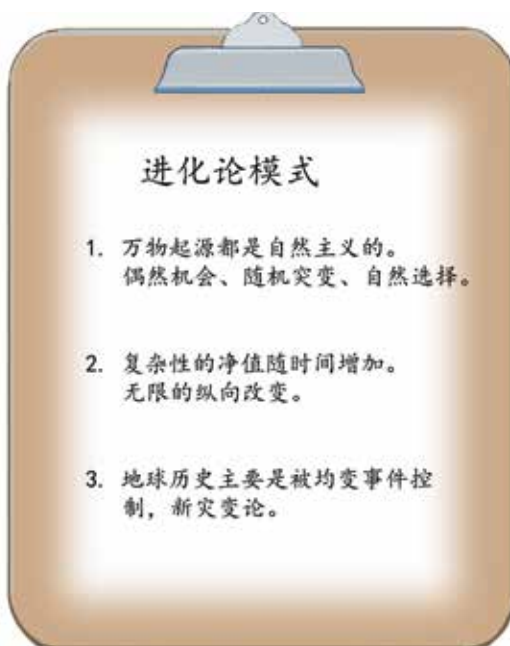 进化论模式
1. 万物起源都是自然主义的。
偶然机会、随机突变、自然选择。
2. 复杂性的净值随时间增加。
无限的纵向改变。
3. 地球历史主要是被均变事件控
制，新灾变论。